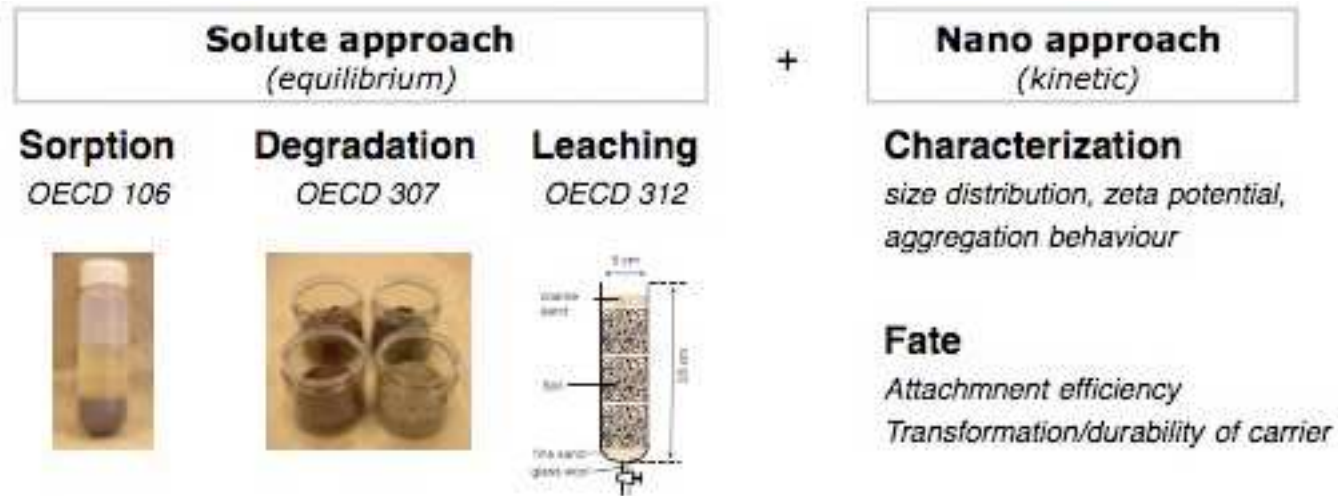 Solute approach
(equilibrium)
+
Nano approach
(kinetic)
Sorption
OECD 106
Degradation
OECD 307
Leaching
OECD 312
Characterization
size distribution, zeta potential,
aggregation behaviour
Fate
Attachmnent efficiency
Transformation/durability of carrier
coarse
sand
fine sand
glass wool